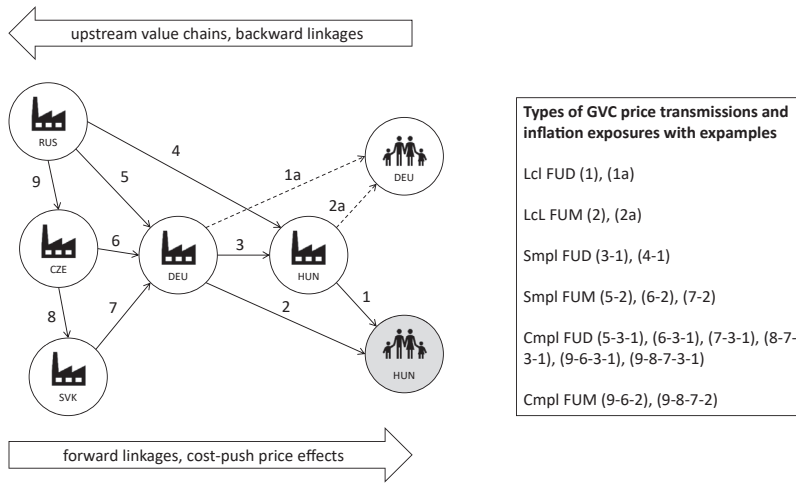 upstream value chains, backward linkages
RUS
4
1a
DEU
9
5
2a
CZE
6
DEU
3
HUN
8
7
2
1
SVK
HUN
forward linkages, cost-push price effects
Types of GVC price transmissions and
inflation exposures with expamples
Lcl FUD (1), (1a)
LcL FUM (2), (2a)
Smpl FUD (3-1), (4-1)
Smpl FUM (5-2), (6-2), (7-2)
Cmpl FUD (5-3-1), (6-3-1), (7-3-1), (8-7-
3-1), (9-6-3-1), (9-8-7-3-1)
Cmpl FUM (9-6-2), (9-8-7-2)